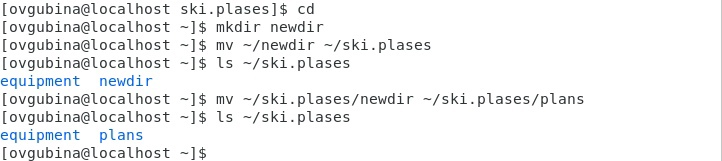 [ovgubina@localhost ski.plases]$ cd
[ovgubina@localhost ~]$ mkdir newdir
[ovgubina@localhost ~]$ mv ~/newdir ~/ski.plases
[ovgubina@localhost ~]$ ls ~/ski.plases
equipment  newdir
[ovgubina@localhost ~]$ mv ~/ski.plases/newdir ~/ski.plases/plans
[ovgubina@localhost ~]$ ls ~/ski.plases
equipment  plans
[ovgubina@localhost ~]$